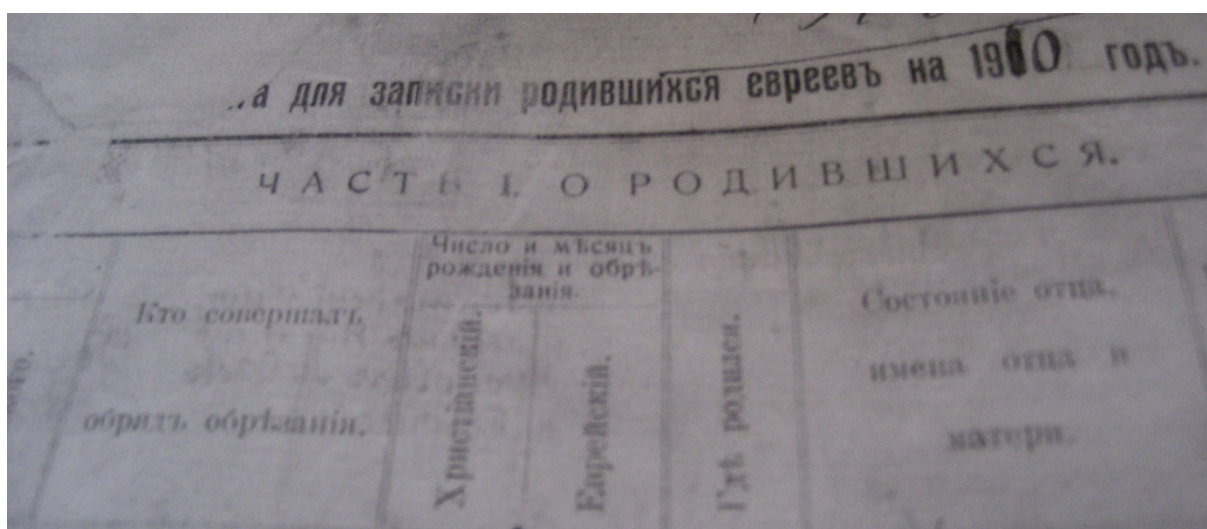 для записки родившихся евреевъ на 1910 годъ.
ЧАСТЬ I. О РОДИВШИХСЯ.
Кто совершалъ
обрядъ обрѣзанія.
Число и мѣсяцъ
рожденія и обрѣ-
занія.
Христіанскій.
Еврейскій.
Гдѣ родился.
Состояніе отца,
имена отца и
матери.